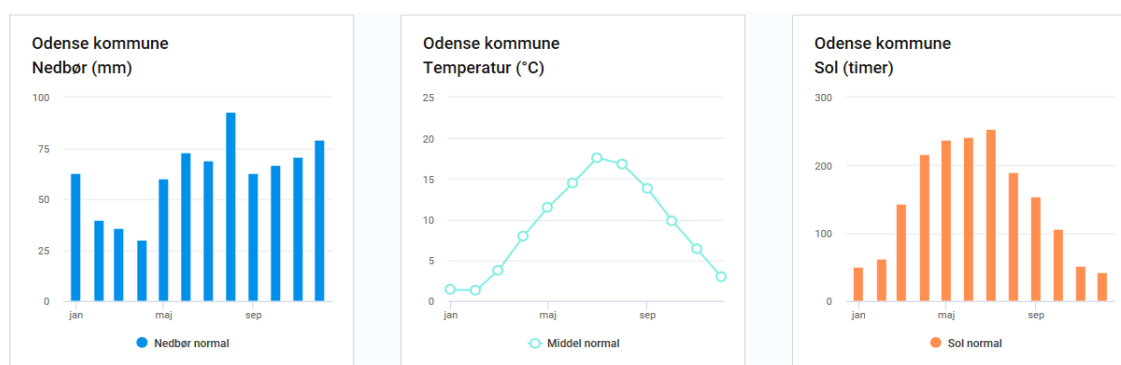 Odense kommune
Nedbør (mm)
100
75
50
25
0
jan maj sep
Nedbør normal
Odense kommune
Temperatur (°C)
25
20
15
10
5
0
jan maj sep
Middel normal
Odense kommune
Sol (timer)
300
200
100
0
jan maj sep
Sol normal